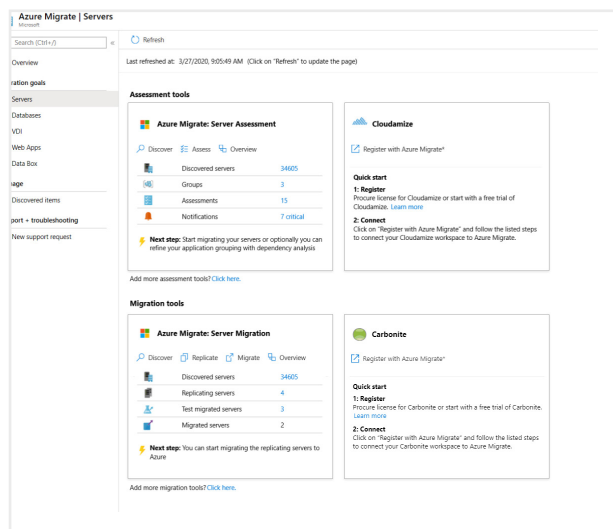 Azure Migrate | Servers
Microsoft
Search (Ctrl+/)
«
Refresh
Overview
Last refreshed at: 3/27/2020, 9:05:49 AM (Click on "Refresh" to update the page)
ration goals
Servers
Databases
VDI
Web Apps
Data Box
age
Discovered items
port + troubleshooting
New support request
Assessment tools
Azure Migrate: Server Assessment
Discover Assess Overview
Discovered servers 34605
Groups 3
Assessments 15
Notifications 7 critical
Next step: Start migrating your servers or optionally you can
refine your application grouping with dependency analysis
Cloudamize
Register with Azure Migrate*
Quick start
1: Register
Procure license for Cloudamize or start with a free trial of
Cloudamize. Learn more
2: Connect
Click on "Register with Azure Migrate" and follow the listed steps
to connect your Cloudamize workspace to Azure Migrate.
Add more assessment tools? Click here.
Migration tools
Azure Migrate: Server Migration
Discover Replicate Migrate Overview
Discovered servers 34605
Replicating servers 4
Test migrated servers 3
Migrated servers 2
Next step: You can start migrating the replicating servers to
Azure
Carbonite
Register with Azure Migrate*
Quick start
1: Register
Procure license for Carbonite or start with a free trial of Carbonite.
Learn more
2: Connect
Click on "Register with Azure Migrate" and follow the listed steps
to connect your Carbonite workspace to Azure Migrate.
Add more migration tools? Click here.